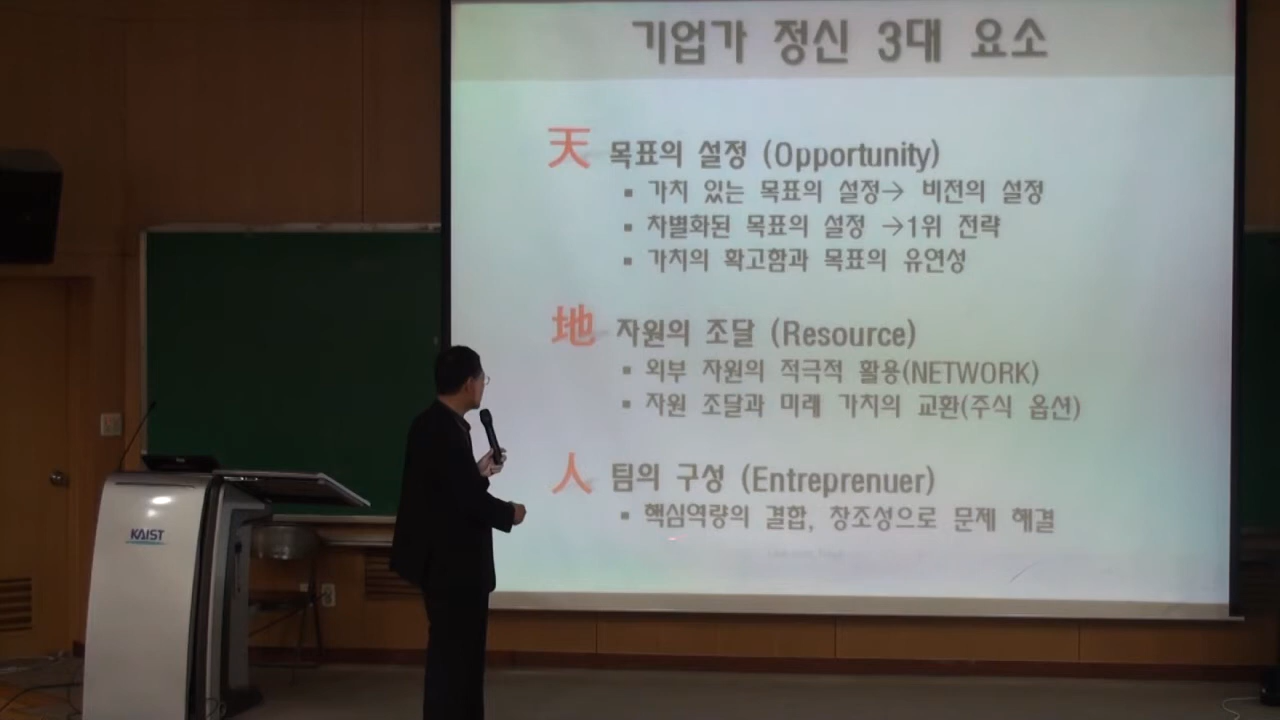 기업가 정신 3대 요소
天 목표의 설정 (Opportunity)
▪ 가치 있는 목표의 설정→ 비전의 설정
▪ 차별화된 목표의 설정 →1위 전략
▪ 가치의 확고함과 목표의 유연성
地 자원의 조달 (Resource)
▪ 외부 자원의 적극적 활용(NETWORK)
▪ 자원 조달과 미래 가치의 교환(주식 옵션)
人 팀의 구성 (Entreprenuer)
▪ 핵심역량의 결합, 창조성으로 문제 해결
KAIST